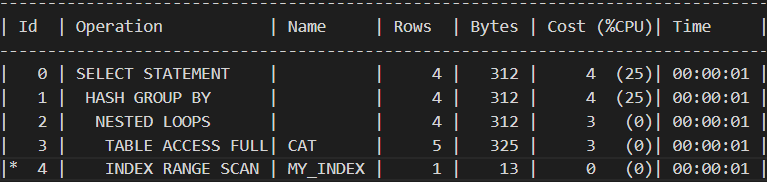 --------------------------------------------------------------------------------
| Id  | Operation          | Name     | Rows  | Bytes | Cost (%CPU)| Time     |
--------------------------------------------------------------------------------
|   0 | SELECT STATEMENT   |          |     4 |   312 |     4  (25)| 00:00:01 |
|   1 |  HASH GROUP BY     |          |     4 |   312 |     4  (25)| 00:00:01 |
|   2 |   NESTED LOOPS     |          |     4 |   312 |     3   (0)| 00:00:01 |
|   3 |    TABLE ACCESS FULL| CAT      |     5 |   325 |     3   (0)| 00:00:01 |
|*  4 |    INDEX RANGE SCAN | MY_INDEX |     1 |    13 |     0   (0)| 00:00:01 |